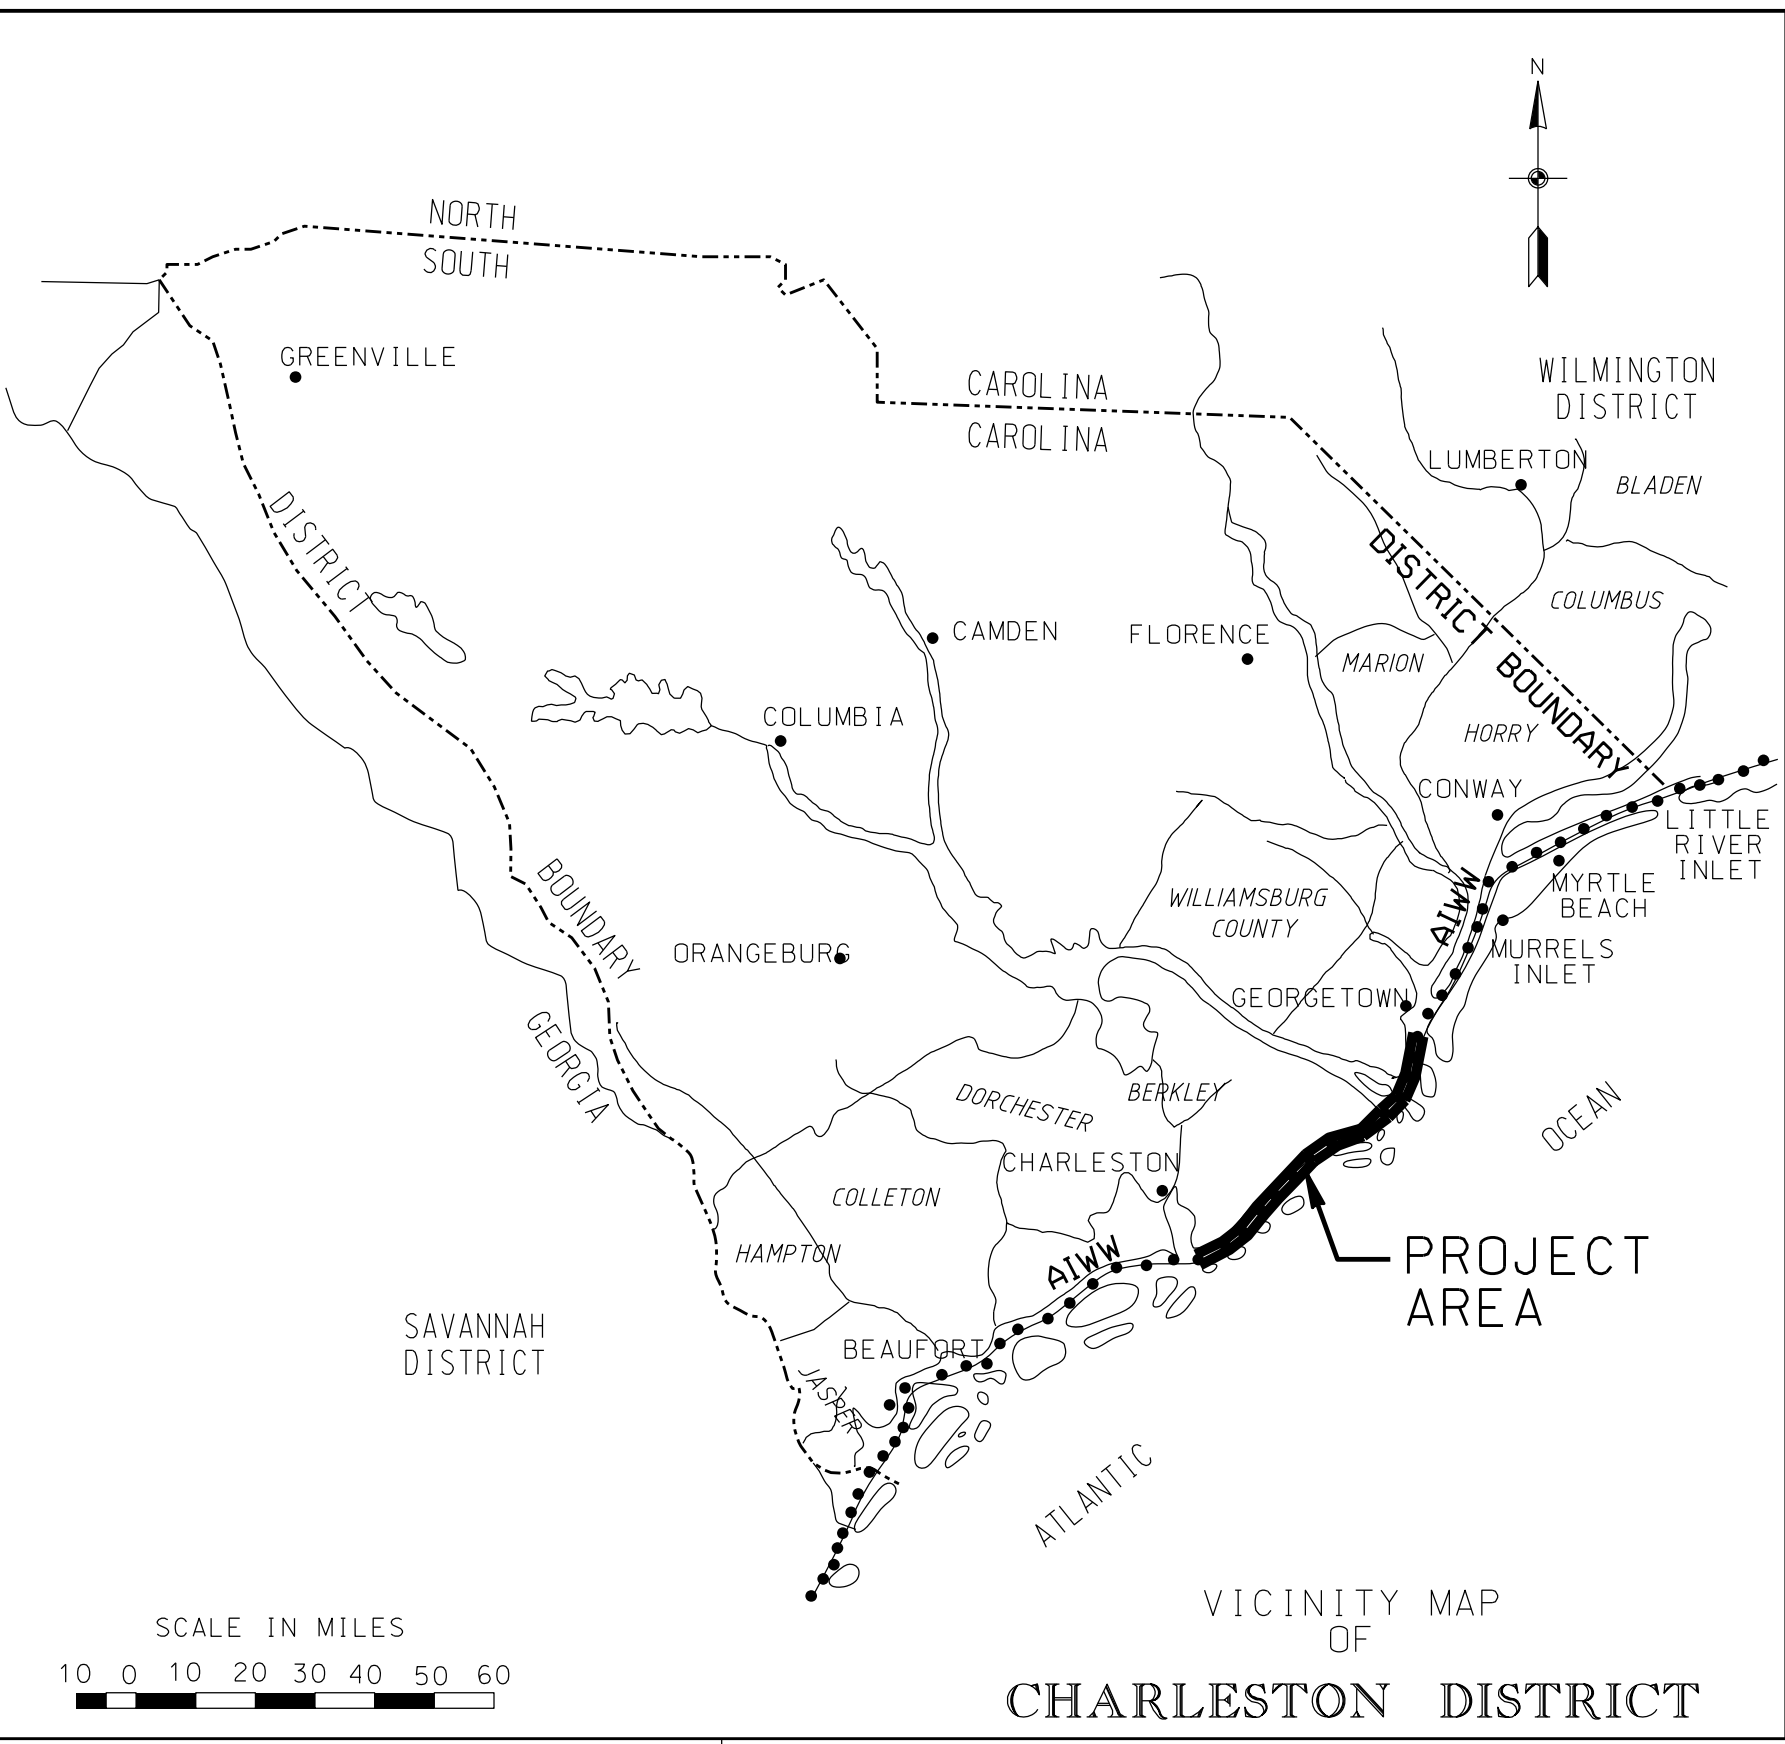 N
NORTH
SOUTH
GREENVILLE
CAROLINA
CAROLINA
WILMINGTON
DISTRICT
LUMBERTON
BLADEN
DISTRICT
DISTRICT
COLUMBUS
CAMDEN
FLORENCE
MARION
BOUNDARY
COLUMBIA
HORRY
CONWAY
LITTLE
RIVER
INLET
MYRTLE
BEACH
AIWW
WILLIAMSBURG
COUNTY
BOUNDARY
ORANGEBURG
MURRELS
INLET
GEORGETOWN
GEORGIA
DORCHESTER
BERKLEY
OCEAN
CHARLESTON
COLLETON
HAMPTON
AIWW
PROJECT
AREA
SAVANNAH
DISTRICT
BEAUFORT
JASPER
ATLANTIC
VICINITY MAP
OF
CHARLESTON DISTRICT
SCALE IN MILES
10 0 10 20 30 40 50 60